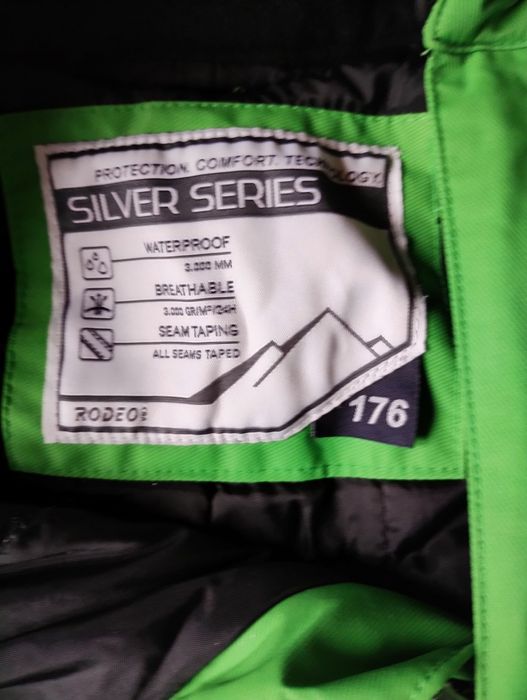 PROTECTION. COMFORT. TECHNOLOGY.
SILVER SERIES
WATERPROOF
3.000 MM
BREATHABLE
3.000 GR/M²/24H
SEAM TAPING
ALL SEAMS TAPED
RODEO
176